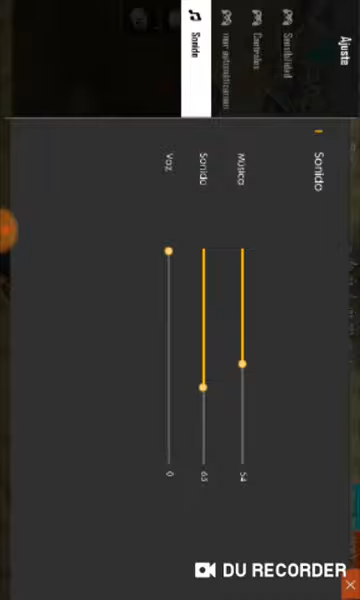 Ajuste
Sensibilidad
Controles
Sonido
Sonido
Música
54
Sonido
65
Voz
0
DU RECORDER